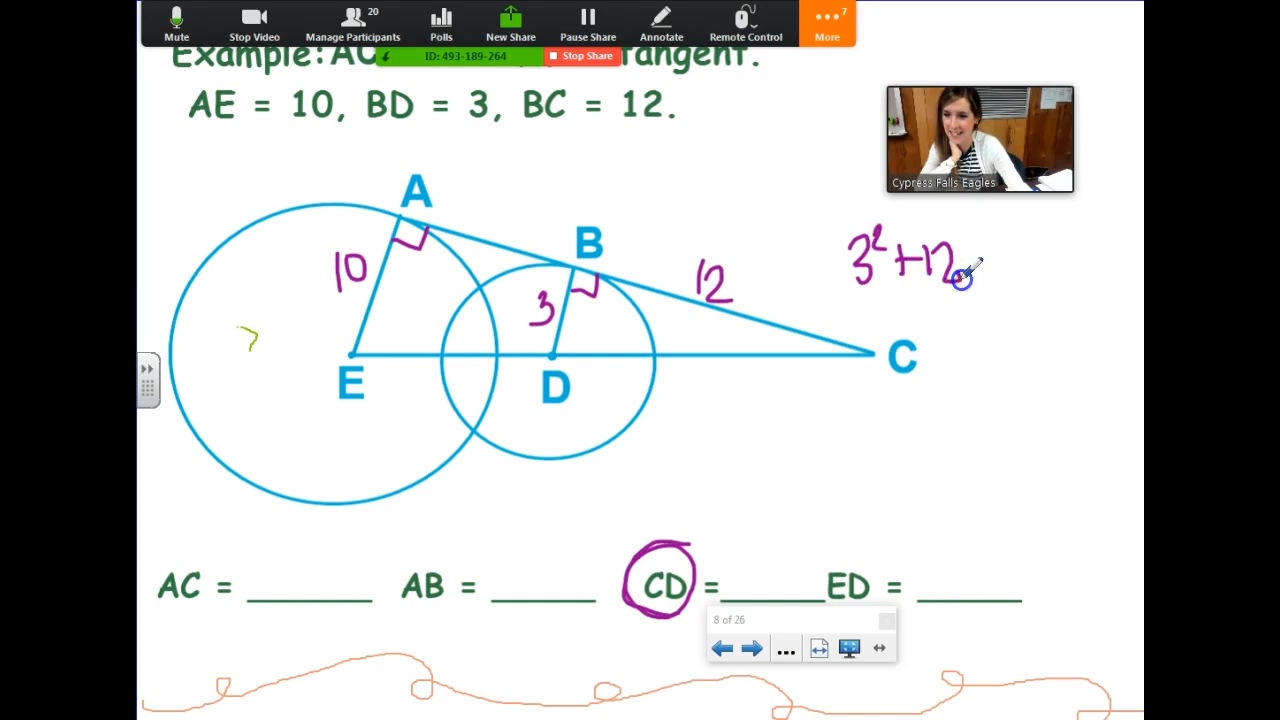 Mute
Stop Video
20
Manage Participants
Polls
New Share
Pause Share
Annotate
Remote Control
7
More
ID: 493-189-264
Stop Share
Example: AC tangent.
AE = 10, BD = 3, BC = 12.
Cypress Falls Eagles
A
B
10
3
12
3² + 12
E
D
C
AC = ______ AB = ______ CD = ______ ED = ______
8 of 26